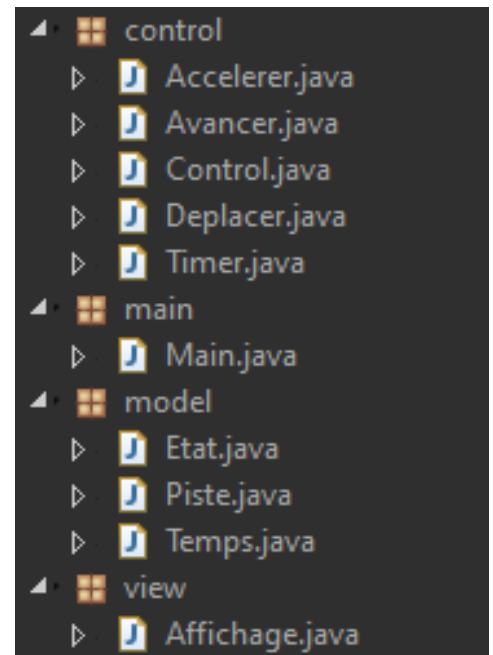 control
Accelerer.java
Avancer.java
Control.java
Deplacer.java
Timer.java
main
Main.java
model
Etat.java
Piste.java
Temps.java
view
Affichage.java